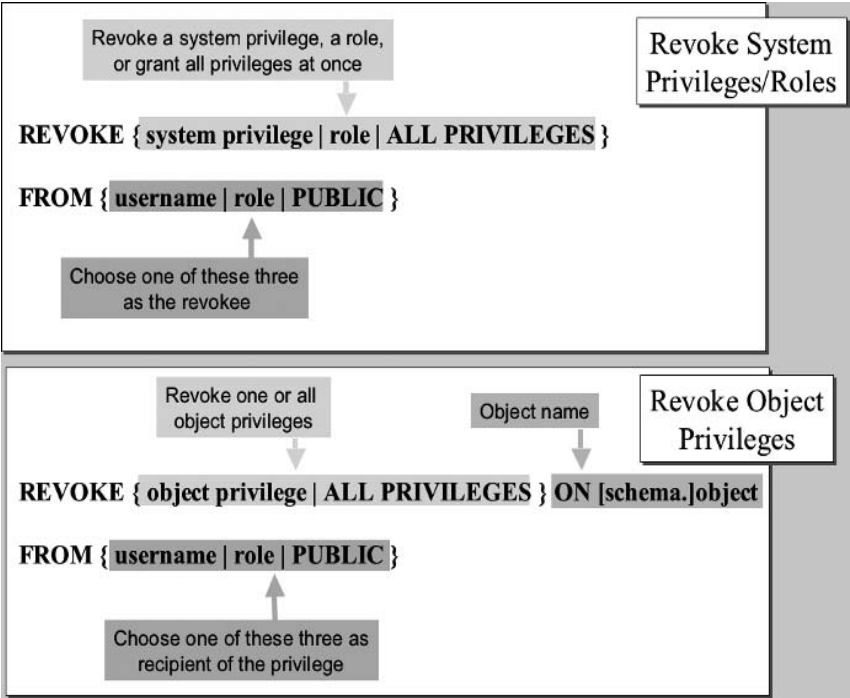 Revoke a system privilege, a role,
or grant all privileges at once
Revoke System
Privileges/Roles
REVOKE { system privilege | role | ALL PRIVILEGES }
FROM { username | role | PUBLIC }
Choose one of these three
as the revokee
Revoke one or all
object privileges
Object name
Revoke Object
Privileges
REVOKE { object privilege | ALL PRIVILEGES } ON [schema.]object
FROM { username | role | PUBLIC }
Choose one of these three as
recipient of the privilege